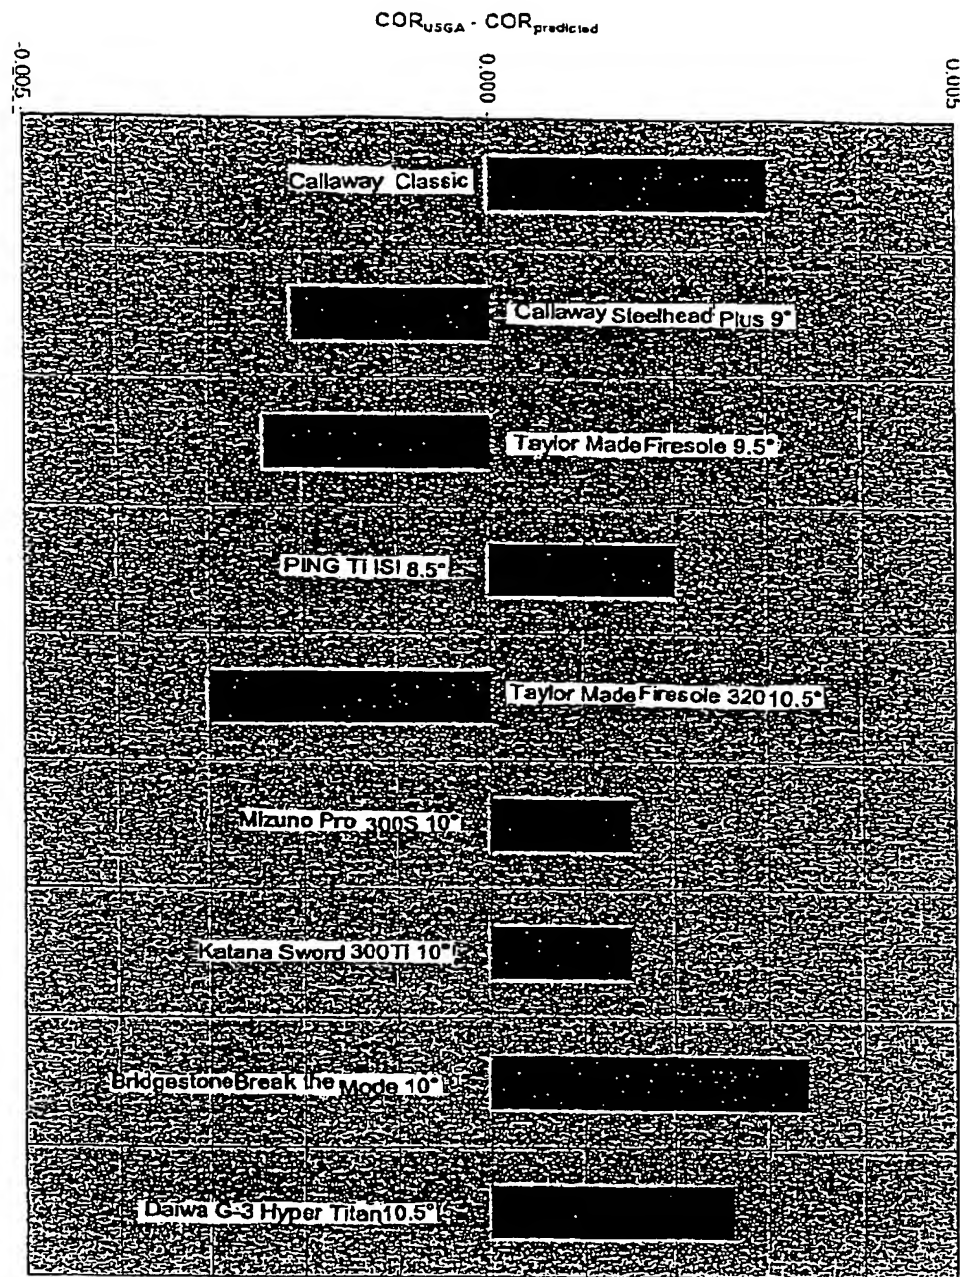 COR_USGA - COR_predicted
-0.005
0.000
0.005
Callaway Classic
Callaway Steelhead Plus 9°
Taylor Made Firesole 9.5°
PING TI ISI 8.5°
Taylor Made Firesole 320 10.5°
Mizuno Pro 300S 10°
Katana Sword 300TI 10°
Bridgestone Break the Mode 10°
Daiwa G-3 Hyper Titan 10.5°